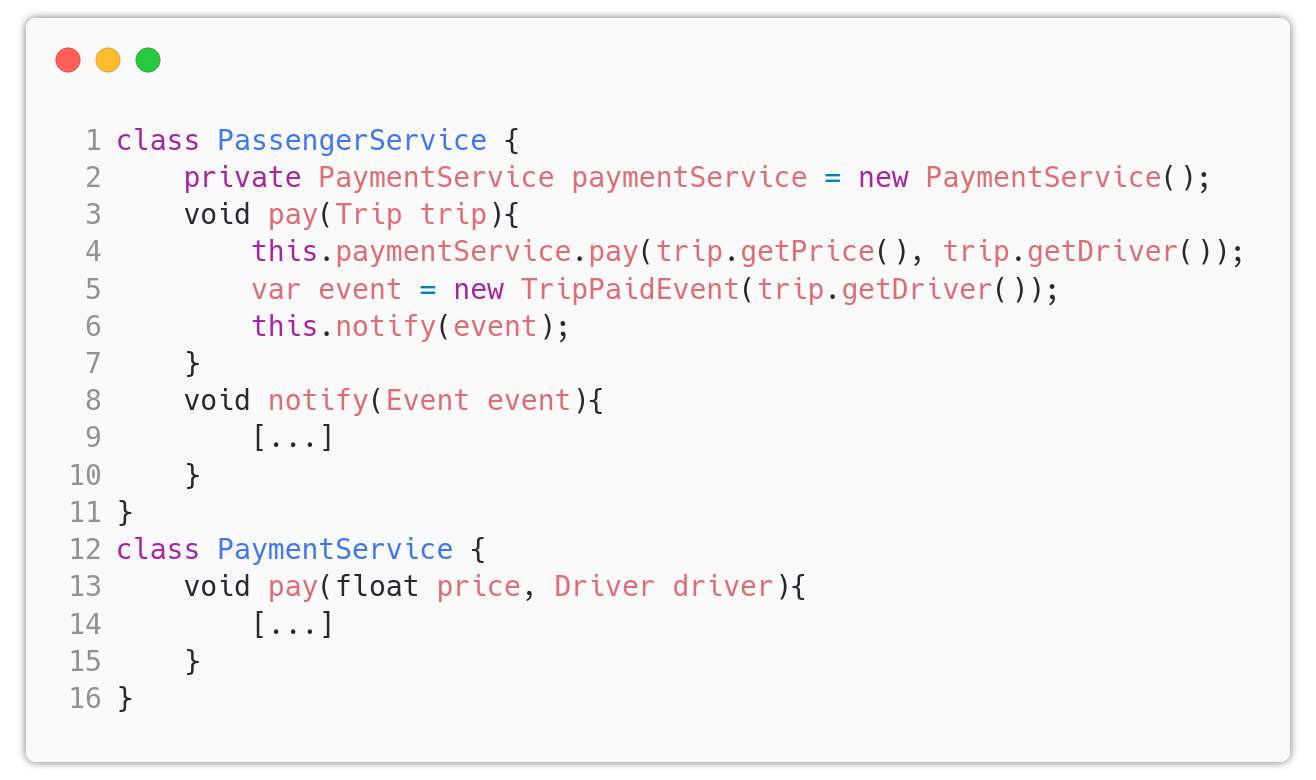 1 class PassengerService {
2     private PaymentService paymentService = new PaymentService();
3     void pay(Trip trip){
4         this.paymentService.pay(trip.getPrice(), trip.getDriver());
5         var event = new TripPaidEvent(trip.getDriver());
6         this.notify(event);
7     }
8     void notify(Event event){
9         [...]
10     }
11 }
12 class PaymentService {
13     void pay(float price, Driver driver){
14         [...]
15     }
16 }